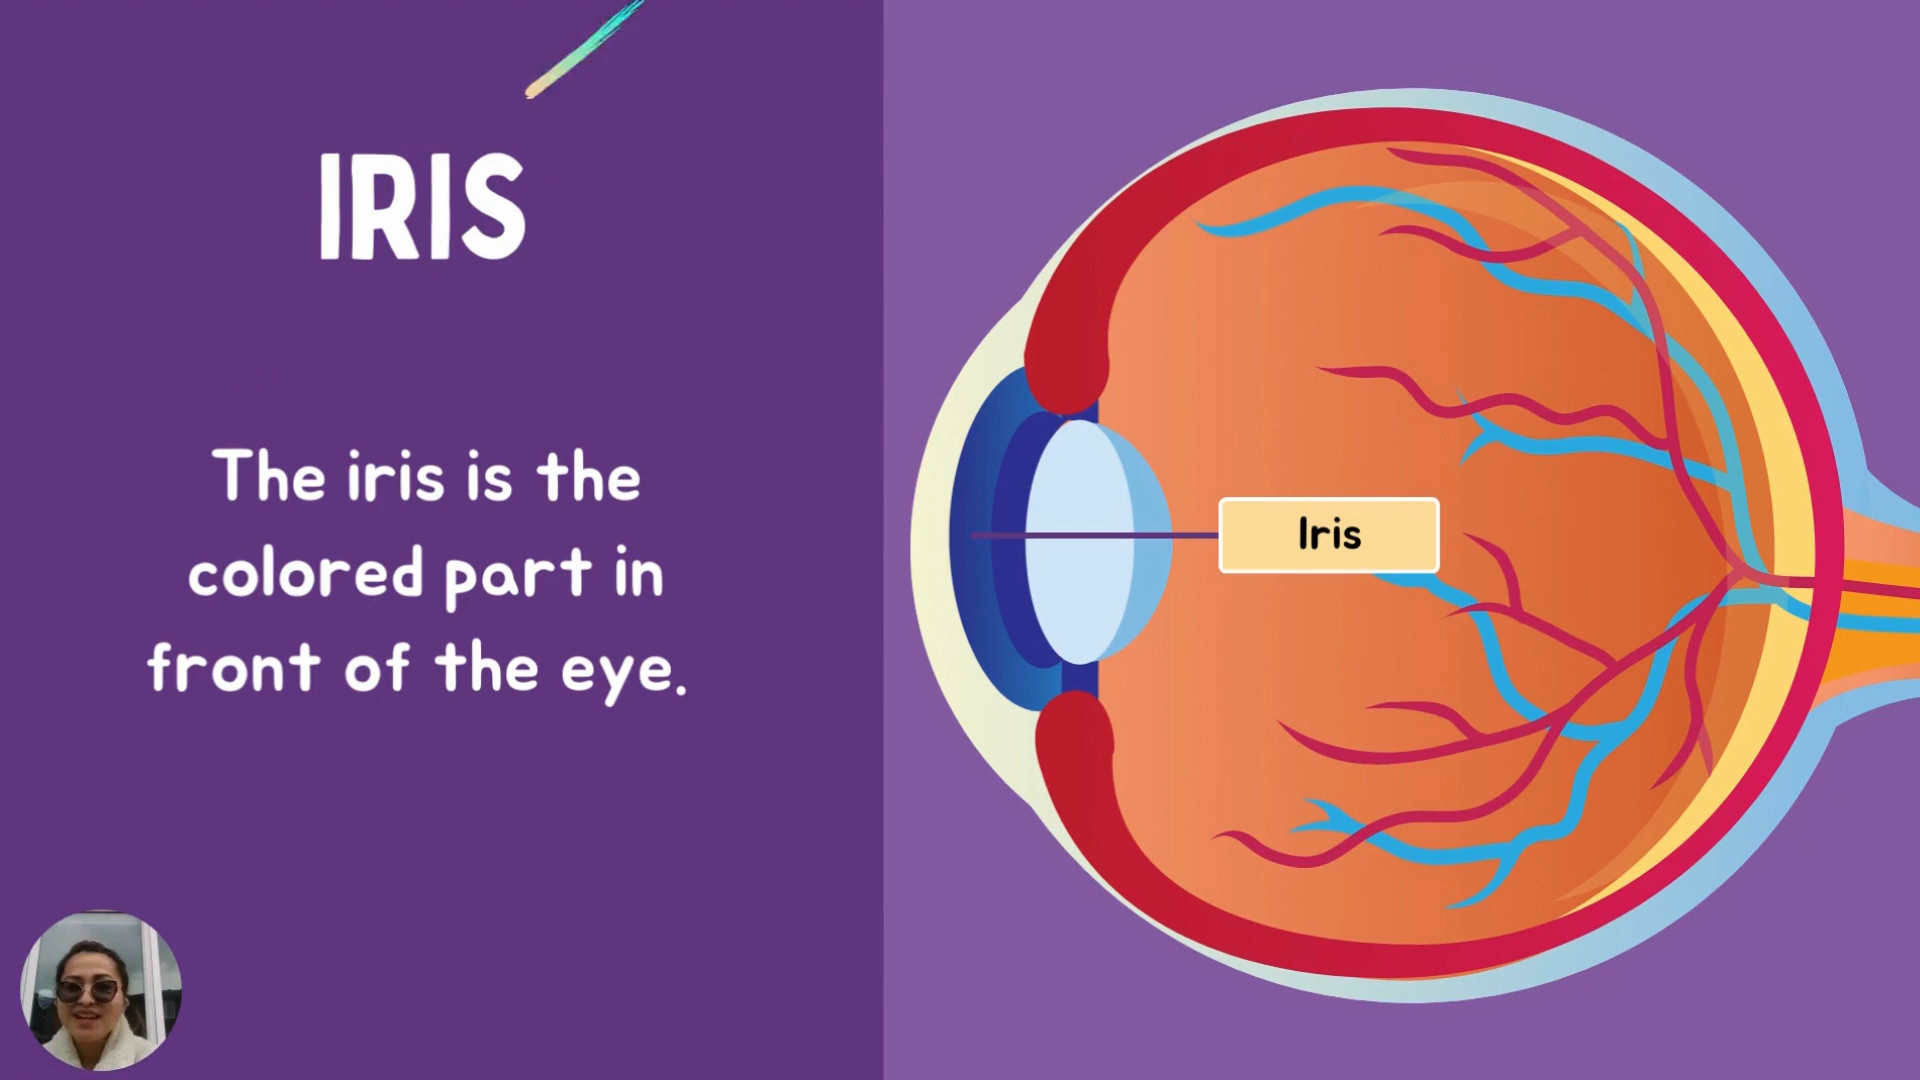 IRIS
The iris is the
colored part in
front of the eye.
Iris